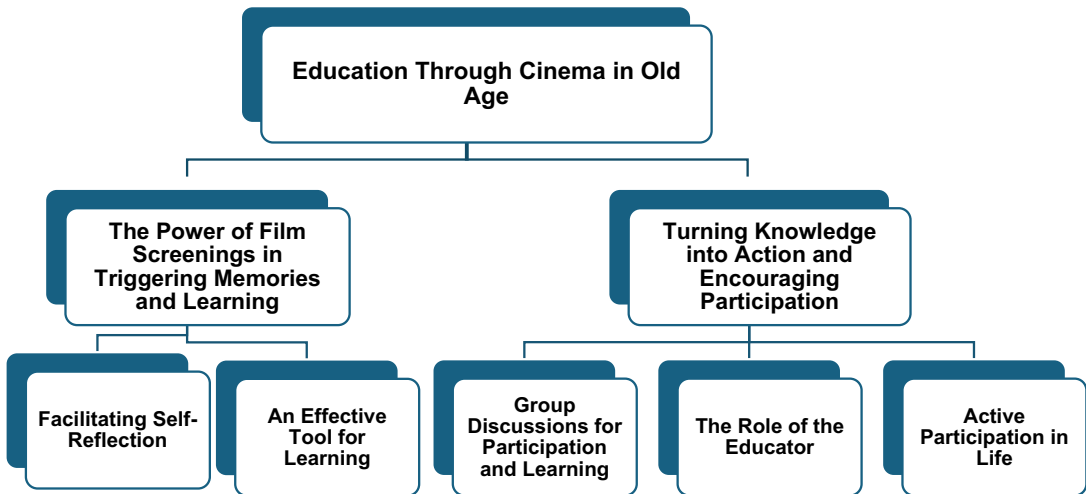 Education Through Cinema in Old
Age
The Power of Film
Screenings in
Triggering Memories
and Learning
Turning Knowledge
into Action and
Encouraging
Participation
Facilitating Self-
Reflection
An Effective
Tool for
Learning
Group
Discussions for
Participation
and Learning
The Role of the
Educator
Active
Participation in
Life